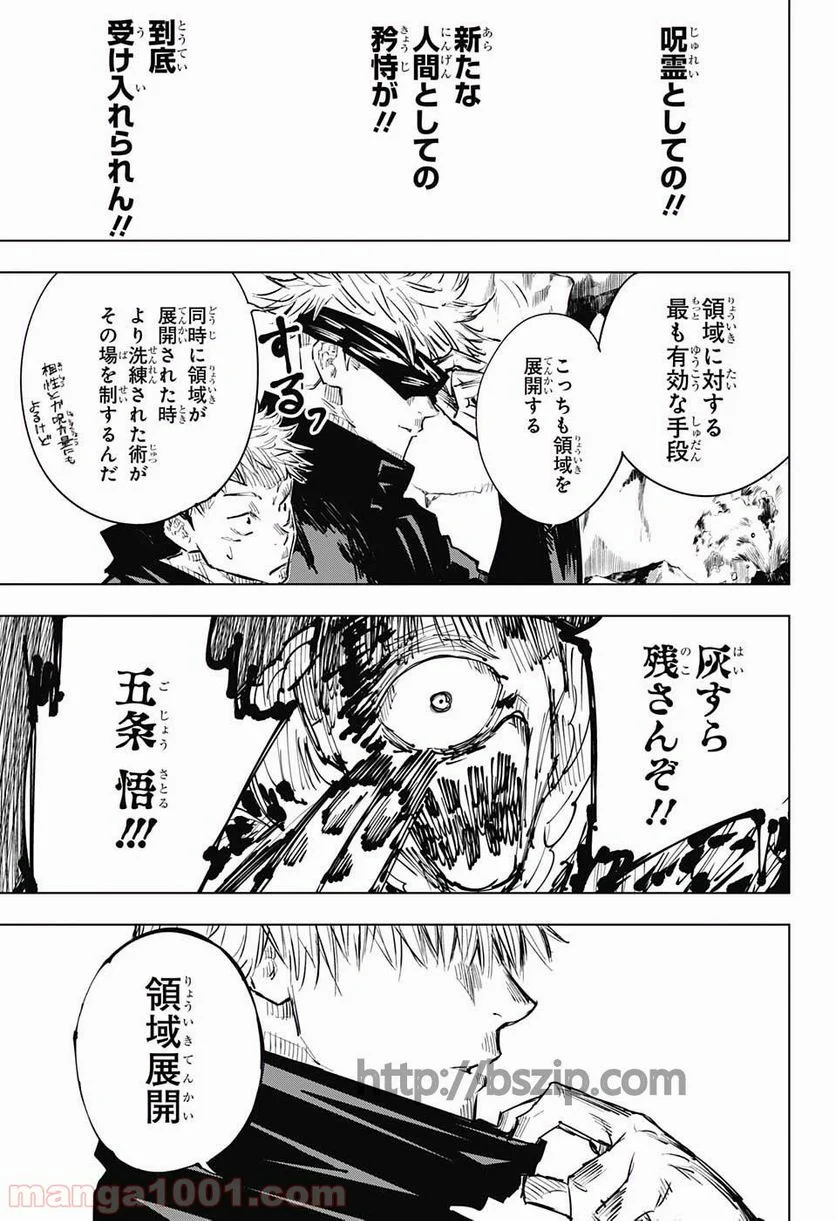 呪霊としての!!
新たな
人間としての
矜恃が!!
到底
受け入れられん!!
領域に対する
最も有効な手段
こっちも領域を
展開する
するっ
同時に領域が
展開された時
より洗練された術が
その場を制するんだ
相性とか呪力量にも
よるけど
灰すら
残さんぞ!!
五条 悟!!!
領域展開
http://bszip.com
manga1001.com